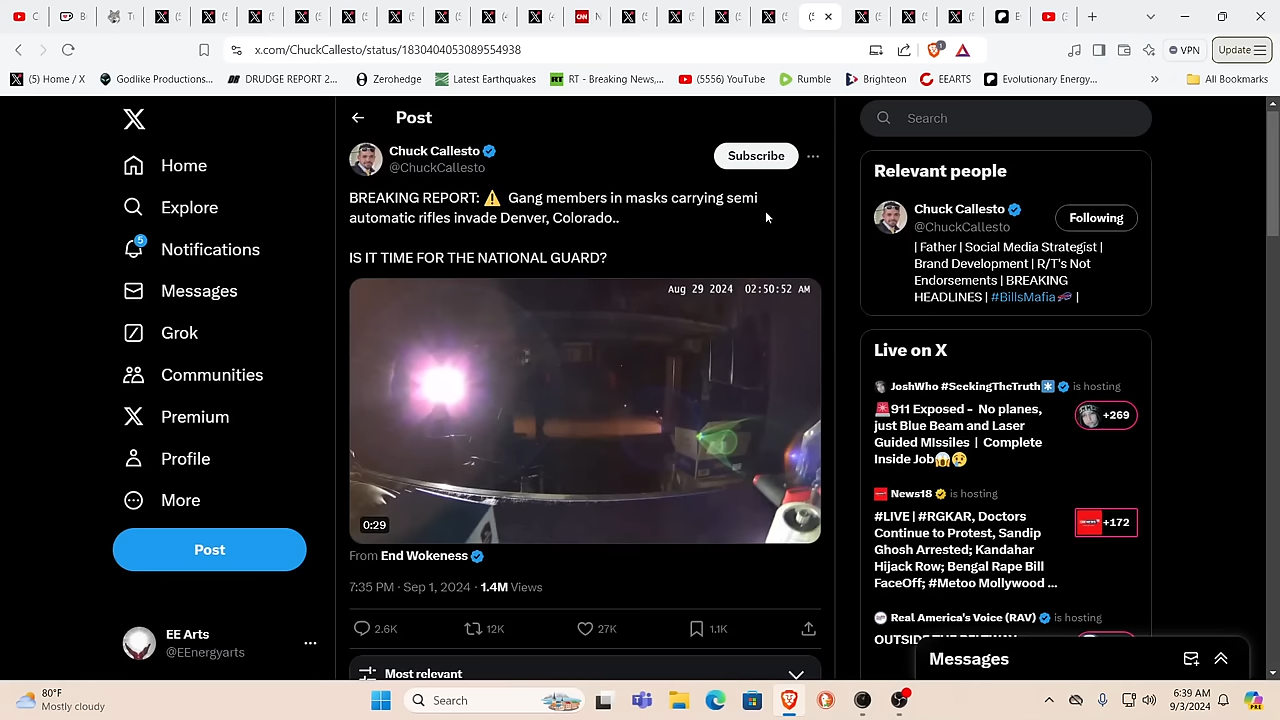 C
B
T
(
(
(
(
(
(
(
(
(
N
(
(
(
(
(
(
(
(
E
(
x.com/ChuckCallesto/status/1830404053089554938
1
VPN
Update
(5) Home / X
Godlike Productions...
DRUDGE REPORT 2...
Zerohedge
Latest Earthquakes
RT - Breaking News,...
(5556) YouTube
Rumble
Brighteon
EEARTS
Evolutionary Energy...
All Bookmarks
Home
Explore
5
Notifications
Messages
Grok
Communities
Premium
Profile
More
Post
EE Arts
@EEnergyarts
Post
Chuck Callesto
@ChuckCallesto
Subscribe
BREAKING REPORT: ⚠️ Gang members in masks carrying semi
automatic rifles invade Denver, Colorado..
IS IT TIME FOR THE NATIONAL GUARD?
Aug 29 2024 02:50:52 AM
0:29
From End Wokeness
7:35 PM · Sep 1, 2024 · 1.4M Views
2.6K
12K
27K
1.1K
Most relevant
Search
Relevant people
Chuck Callesto
@ChuckCallesto
Following
| Father | Social Media Strategist |
Brand Development | R/T's Not
Endorsements | BREAKING
HEADLINES | #BillsMafia |
Live on X
JoshWho #SeekingTheTruth is hosting
🚨911 Exposed - No planes,
just Blue Beam and Laser
Guided MIssiles | Complete
Inside Job😱😢
+269
News18 is hosting
#LIVE | #RGKAR, Doctors
Continue to Protest, Sandip
Ghosh Arrested; Kandahar
Hijack Row; Bengal Rape Bill
FaceOff; #Metoo Mollywood ...
+172
Real America's Voice (RAV) is hosting
OUTSIDE THE BELTWAY
Messages
80°F
Mostly cloudy
Search
6:39 AM
9/3/2024